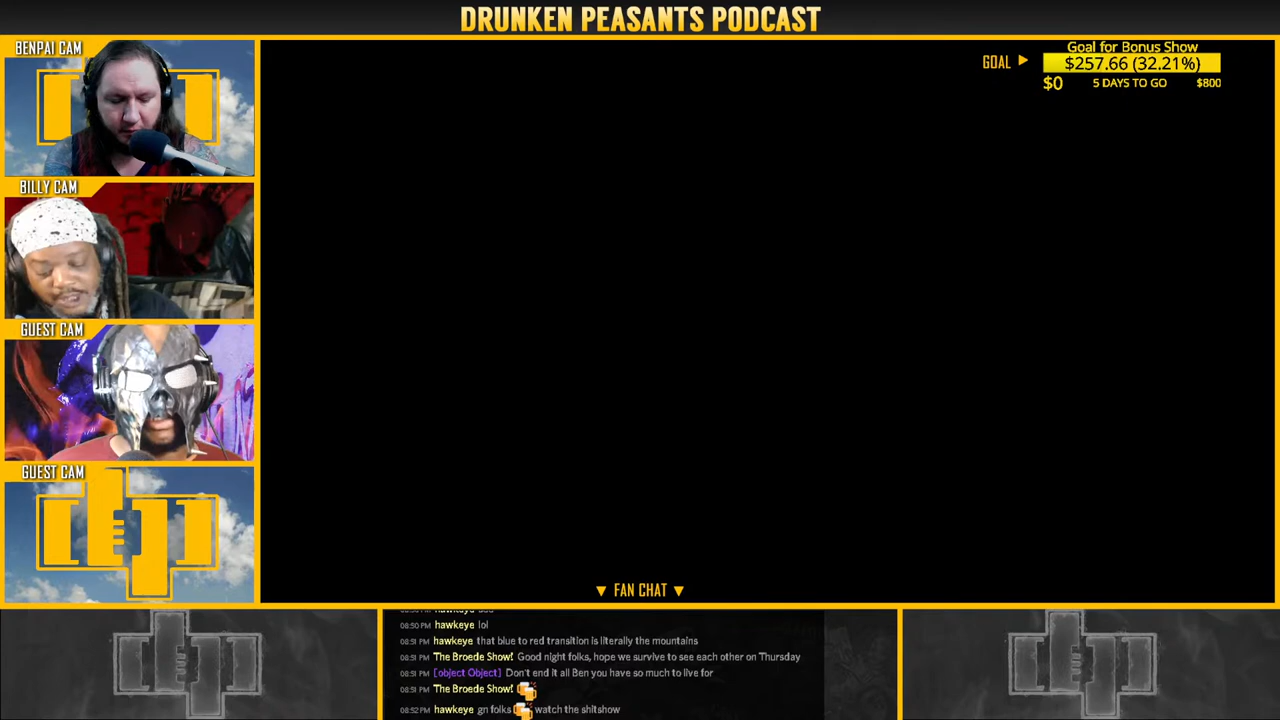 DRUNKEN PEASANTS PODCAST
BENPAI CAM
BILLY CAM
GUEST CAM
GUEST CAM
GOAL ▶
Goal for Bonus Show
$257.66 (32.21%)
$0 5 DAYS TO GO $800
▼ FAN CHAT ▼
08:50 PM hawkeye lol
08:51 PM hawkeye that blue to red transition is literally the mountains
08:51 PM The Broede Show! Good night folks, hope we survive to see each other on Thursday
08:51 PM [object Object] Don't end it all Ben you have so much to live for
08:51 PM The Broede Show! 🍻
08:52 PM hawkeye gn folks 🍻 watch the shitshow